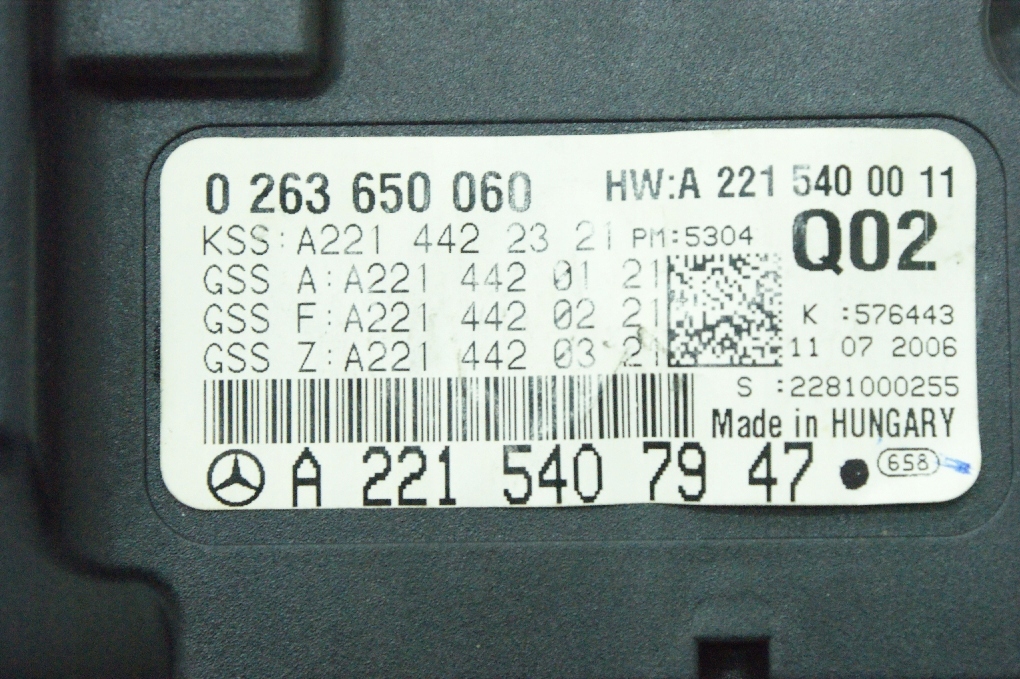 0 263 650 060 HW:A 221 540 00 11
KSS:A221 442 23 21 PM:5304 Q02
GSS A:A221 442 01 21
GSS F:A221 442 02 21 K :576443
GSS Z:A221 442 03 21 11 07 2006
S :2281000255
Made in HUNGARY
A 221 540 79 47 658